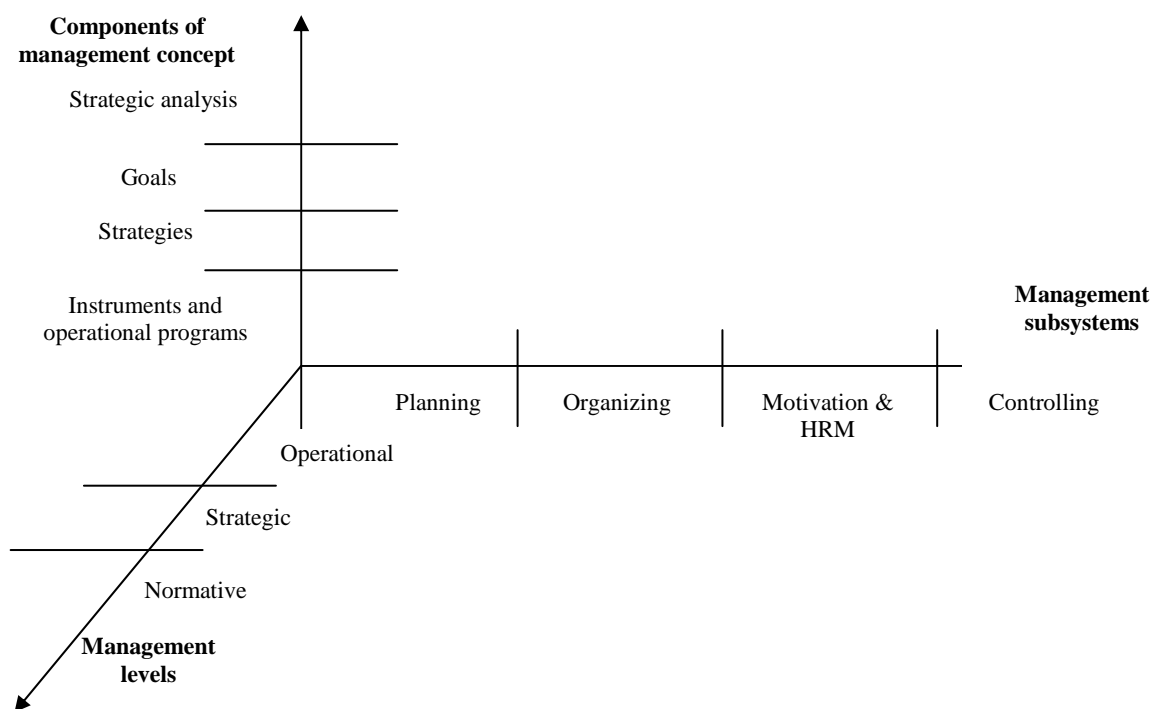 Components of
management concept
Strategic analysis
Goals
Strategies
Instruments and
operational programs
Management
subsystems
Planning
Organizing
Motivation &
HRM
Controlling
Operational
Strategic
Normative
Management
levels